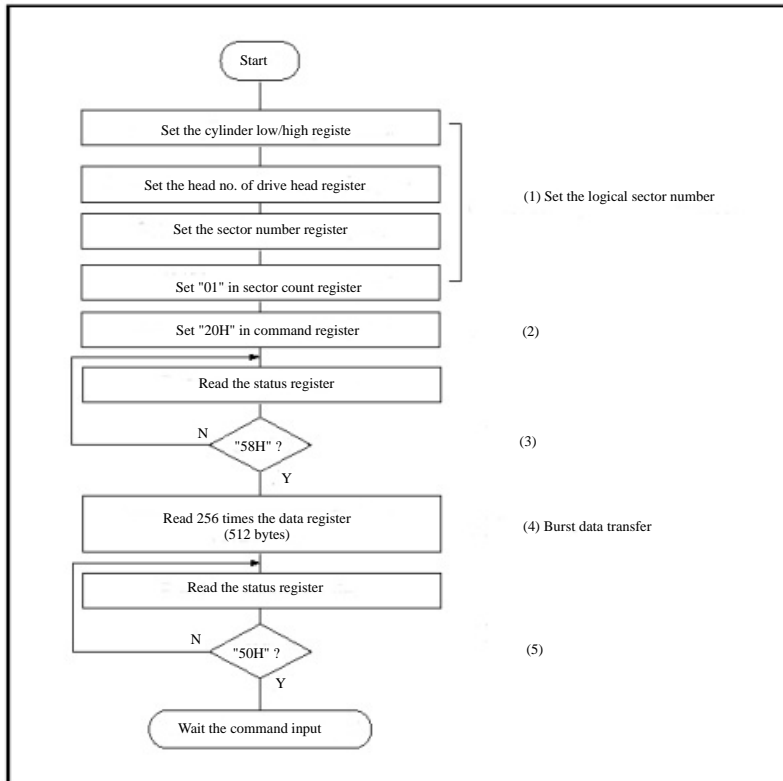 Start
Set the cylinder low/high registe
Set the head no. of drive head register
(1) Set the logical sector number
Set the sector number register
Set "01" in sector count register
Set "20H" in command register
(2)
Read the status register
N
"58H" ?
(3)
Y
Read 256 times the data register
(512 bytes)
(4) Burst data transfer
Read the status register
N
"50H" ?
(5)
Y
Wait the command input